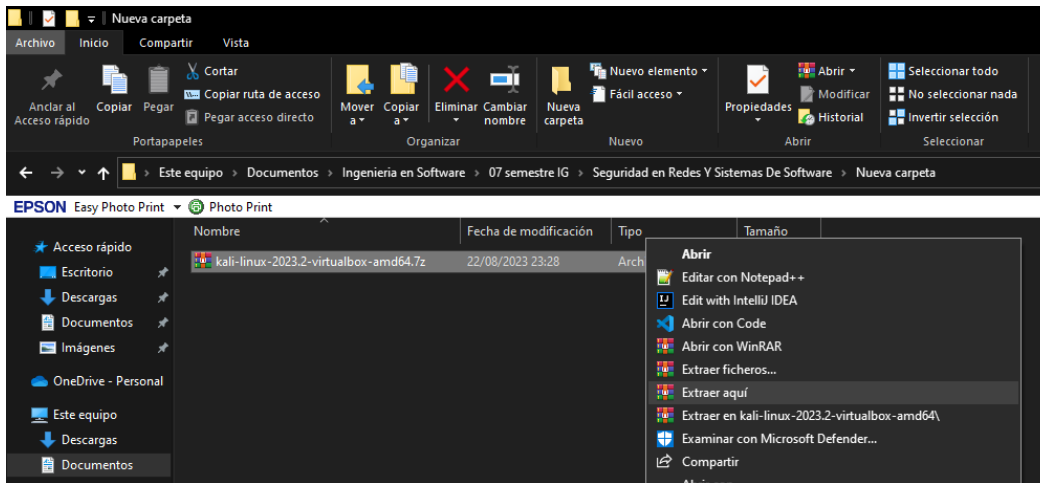 Nueva carpeta
Archivo Inicio Compartir Vista
Anclar al Acceso rápido
Copiar
Pegar
Cortar
Copiar ruta de acceso
Pegar acceso directo
Portapapeles
Mover a
Copiar a
Eliminar
Cambiar nombre
Organizar
Nueva carpeta
Nuevo elemento
Fácil acceso
Nuevo
Propiedades
Abrir
Modificar
Historial
Abrir
Seleccionar todo
No seleccionar nada
Invertir selección
Seleccionar
Este equipo > Documentos > Ingenieria en Software > 07 semestre IG > Seguridad en Redes Y Sistemas De Software > Nueva carpeta
EPSON Easy Photo Print Photo Print
Nombre Fecha de modificación Tipo Tamaño
kali-linux-2023.2-virtualbox-amd64.7z 22/08/2023 23:28 Arch
Acceso rápido
Escritorio
Descargas
Documentos
Imágenes
OneDrive - Personal
Este equipo
Descargas
Documentos
Abrir
Editar con Notepad++
Edit with IntelliJ IDEA
Abrir con Code
Abrir con WinRAR
Extraer ficheros...
Extraer aquí
Extraer en kali-linux-2023.2-virtualbox-amd64\
Examinar con Microsoft Defender...
Compartir